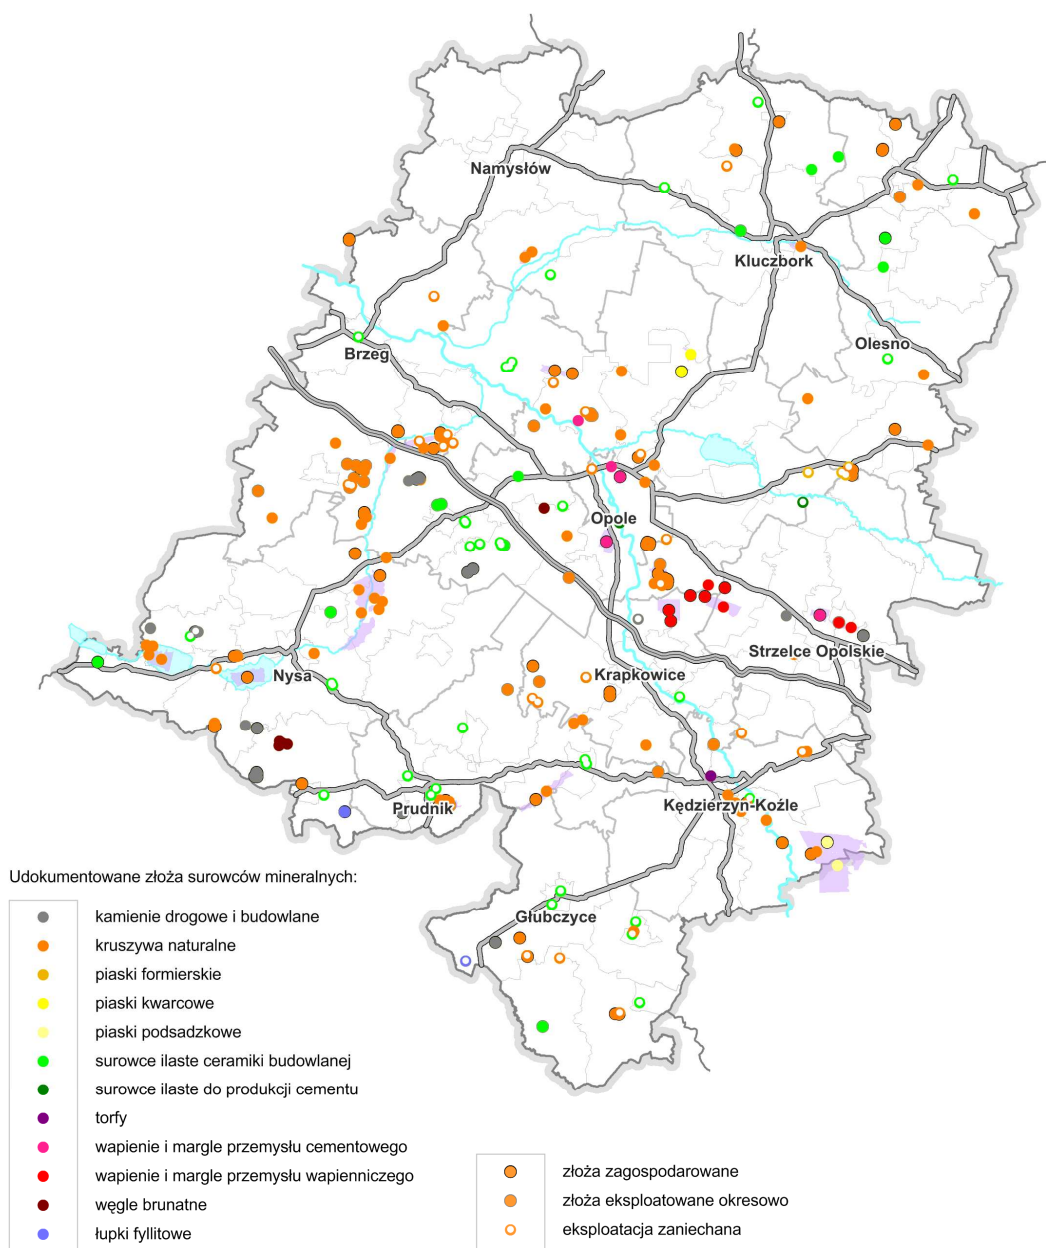 Namysłów
Kluczbork
Olesno
Brzeg
Opole
Strzelce Opolskie
Nysa
Krapkowice
Kędzierzyn-Koźle
Prudnik
Głubczyce
Udokumentowane złoża surowców mineralnych:
kamienie drogowe i budowlane
kruszywa naturalne
piaski formierskie
piaski kwarcowe
piaski podsadzkowe
surowce ilaste ceramiki budowlanej
surowce ilaste do produkcji cementu
torfy
wapienie i margle przemysłu cementowego
wapienie i margle przemysłu wapienniczego
węgle brunatne
łupki fyllitowe
złoża zagospodarowane
złoża eksploatowane okresowo
eksploatacja zaniechana